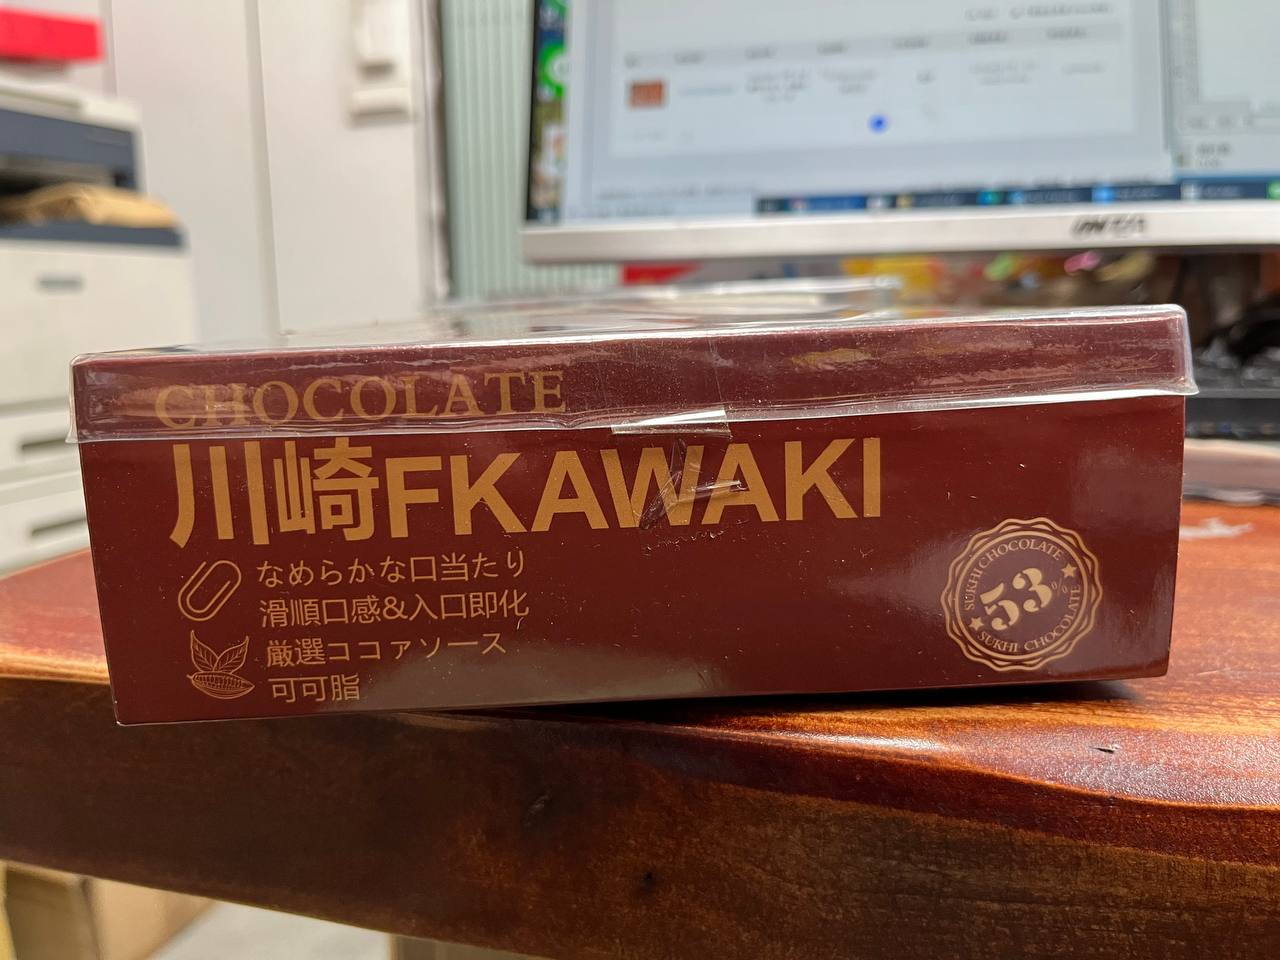 CHOCOLATE
川崎FKAWAKI
なめらかな口当たり
滑順口感&入口即化
厳選ココアソース
可可脂
SUKHI CHOCOLATE
53%
SUKHI CHOCOLATE